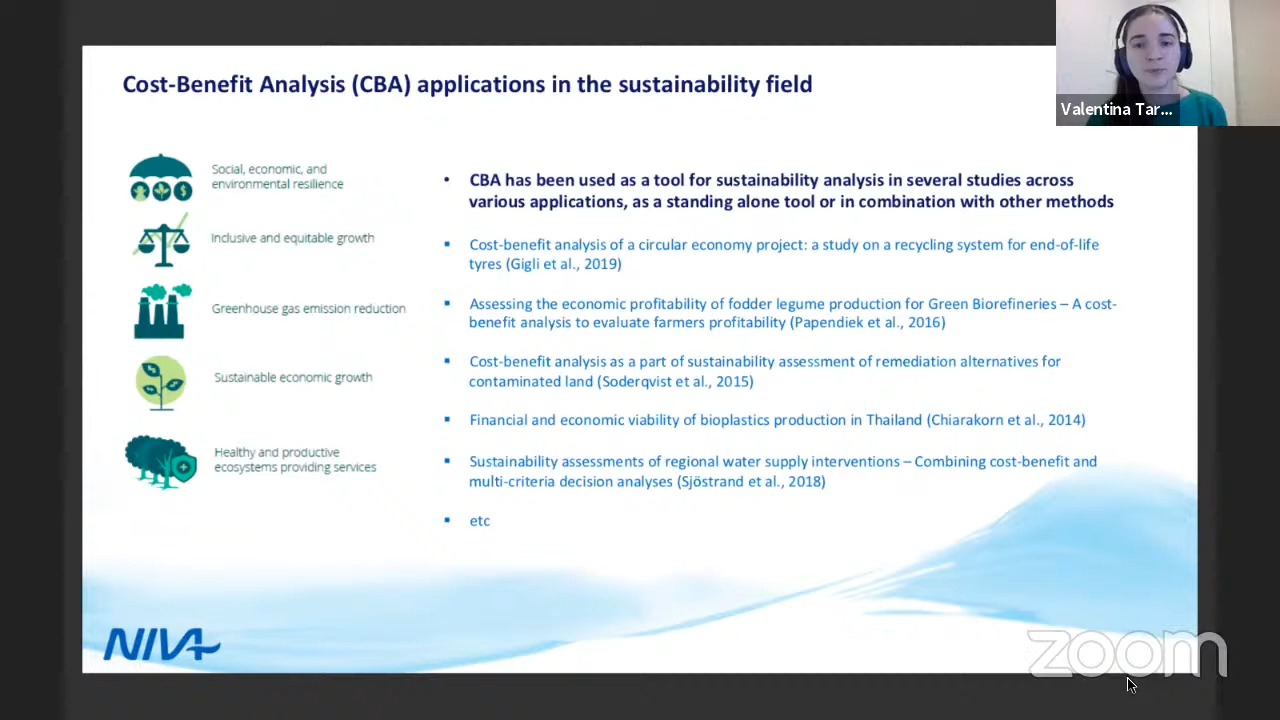 Cost-Benefit Analysis (CBA) applications in the sustainability field
Valentina Tar...
Social, economic, and
environmental resilience
Inclusive and equitable growth
Greenhouse gas emission reduction
Sustainable economic growth
Healthy and productive
ecosystems providing services
• CBA has been used as a tool for sustainability analysis in several studies across
various applications, as a standing alone tool or in combination with other methods
▪ Cost-benefit analysis of a circular economy project: a study on a recycling system for end-of-life
tyres (Gigli et al., 2019)
▪ Assessing the economic profitability of fodder legume production for Green Biorefineries – A cost-
benefit analysis to evaluate farmers profitability (Papendiek et al., 2016)
▪ Cost-benefit analysis as a part of sustainability assessment of remediation alternatives for
contaminated land (Soderqvist et al., 2015)
▪ Financial and economic viability of bioplastics production in Thailand (Chiarakorn et al., 2014)
▪ Sustainability assessments of regional water supply interventions – Combining cost-benefit and
multi-criteria decision analyses (Sjöstrand et al., 2018)
▪ etc
NIVA
zoom